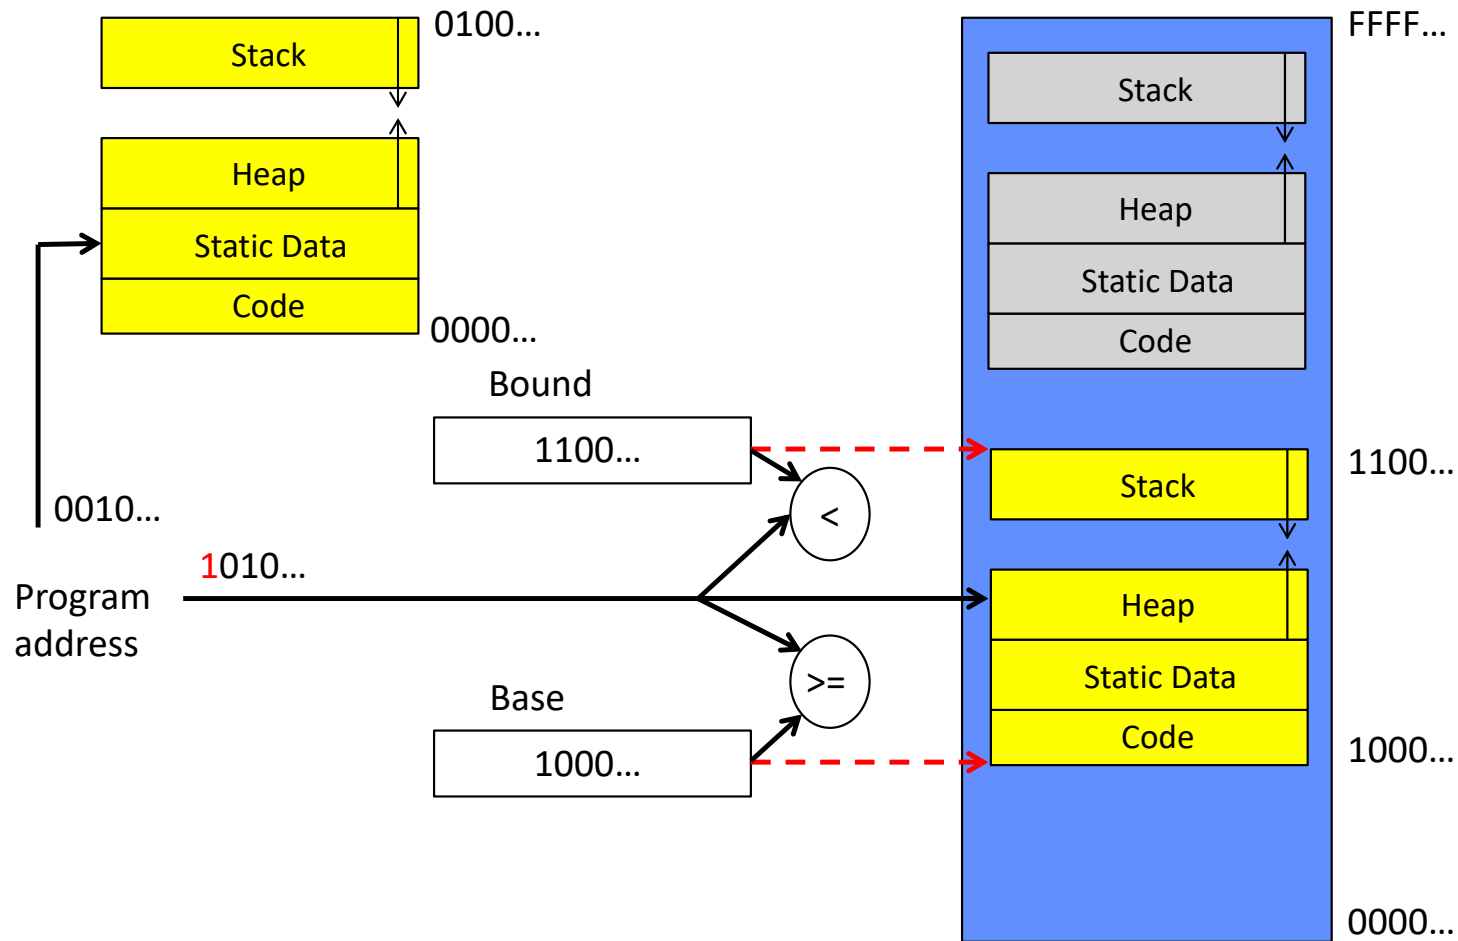 0100…
Stack
Heap
Static Data
Code
0000…
0010…
Program
address
1010…
Bound
1100…
<
>=
Base
1000…
FFFF…
Stack
Heap
Static Data
Code
1100…
Stack
Heap
Static Data
Code
1000…
0000…